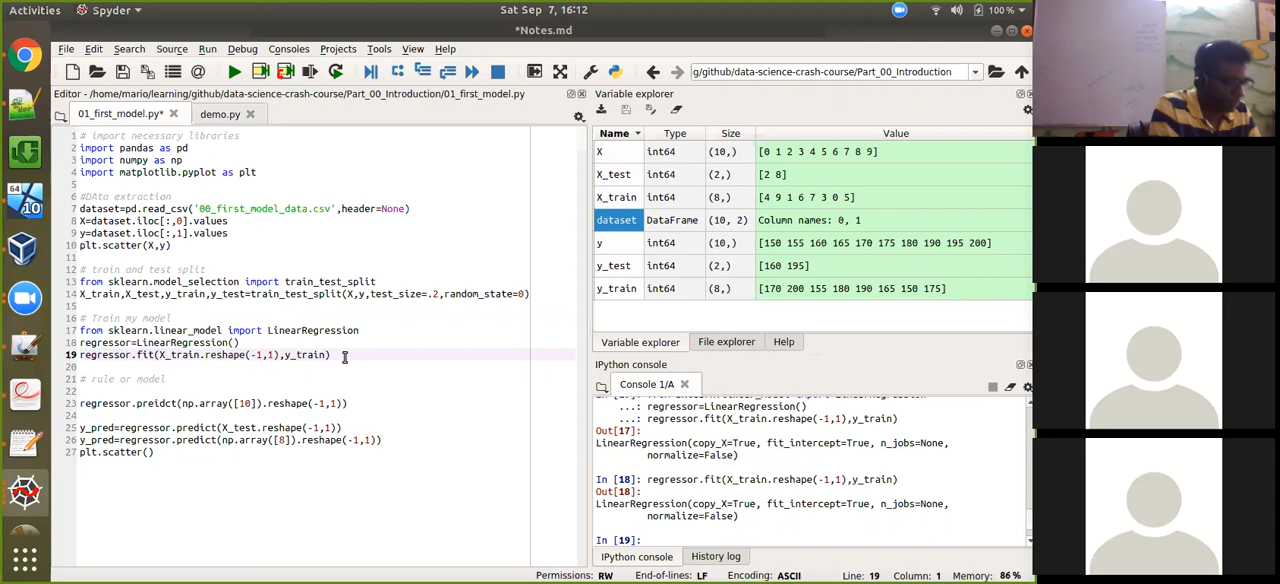 Activities
Spyder
Sat Sep 7, 16:12
100 %
*Notes.md
File Edit Search Source Run Debug Consoles Projects Tools View Help
g/github/data-science-crash-course/Part_00_Introduction
Editor - /home/mario/learning/github/data-science-crash-course/Part_00_Introduction/01_first_model.py
01_first_model.py*
demo.py
1 # import necessary libraries
2 import pandas as pd
3 import numpy as np
4 import matplotlib.pyplot as plt
5
6 #DAta extraction
7 dataset=pd.read_csv('00_first_model_data.csv',header=None)
8 X=dataset.iloc[:,0].values
9 y=dataset.iloc[:,1].values
10 plt.scatter(X,y)
11
12 # train and test split
13 from sklearn.model_selection import train_test_split
14 X_train,X_test,y_train,y_test=train_test_split(X,y,test_size=.2,random_state=0)
15
16 # Train my model
17 from sklearn.linear_model import LinearRegression
18 regressor=LinearRegression()
19 regressor.fit(X_train.reshape(-1,1),y_train)
20
21 # rule or model
22
23 regressor.preidct(np.array([10]).reshape(-1,1))
24
25 y_pred=regressor.predict(X_test.reshape(-1,1))
26 y_pred=regressor.predict(np.array([8]).reshape(-1,1))
27 plt.scatter()
Variable explorer
Name Type Size Value
X int64 (10,) [0 1 2 3 4 5 6 7 8 9]
X_test int64 (2,) [2 8]
X_train int64 (8,) [4 9 1 6 7 3 0 5]
dataset DataFrame (10, 2) Column names: 0, 1
y int64 (10,) [150 155 160 165 170 175 180 190 195 200]
y_test int64 (2,) [160 195]
y_train int64 (8,) [170 200 155 180 190 165 150 175]
Variable explorer File explorer Help
IPython console
Console 1/A
...: regressor=LinearRegression()
...: regressor.fit(X_train.reshape(-1,1),y_train)
Out[17]:
LinearRegression(copy_X=True, fit_intercept=True, n_jobs=None,
normalize=False)
In [18]: regressor.fit(X_train.reshape(-1,1),y_train)
Out[18]:
LinearRegression(copy_X=True, fit_intercept=True, n_jobs=None,
normalize=False)
In [19]:
IPython console History log
Permissions: RW End-of-lines: LF Encoding: ASCII Line: 19 Column: 1 Memory: 86 %
64
10